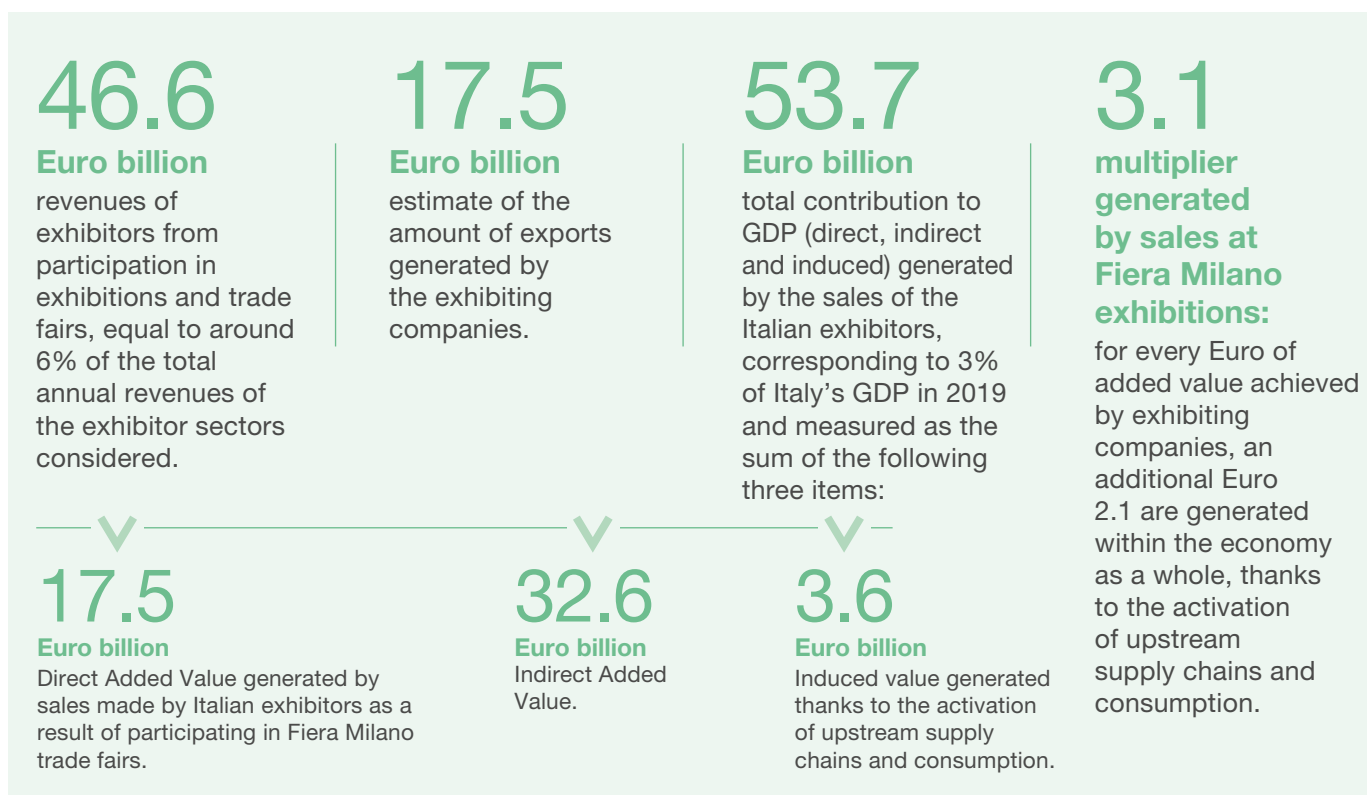 46.6
Euro billion
revenues of
exhibitors from
participation in
exhibitions and trade
fairs, equal to around
6% of the total
annual revenues of
the exhibitor sectors
considered.
17.5
Euro billion
estimate of the
amount of exports
generated by
the exhibiting
companies.
53.7
Euro billion
total contribution to
GDP (direct, indirect
and induced) generated
by the sales of the
Italian exhibitors,
corresponding to 3%
of Italy’s GDP in 2019
and measured as the
sum of the following
three items:
3.1
multiplier
generated
by sales at
Fiera Milano
exhibitions:
for every Euro of
added value achieved
by exhibiting
companies, an
additional Euro
2.1 are generated
within the economy
as a whole, thanks
to the activation
of upstream
supply chains and
consumption.
17.5
Euro billion
Direct Added Value generated by
sales made by Italian exhibitors as a
result of participating in Fiera Milano
trade fairs.
32.6
Euro billion
Indirect Added
Value.
3.6
Euro billion
Induced value generated
thanks to the activation
of upstream supply
chains and consumption.